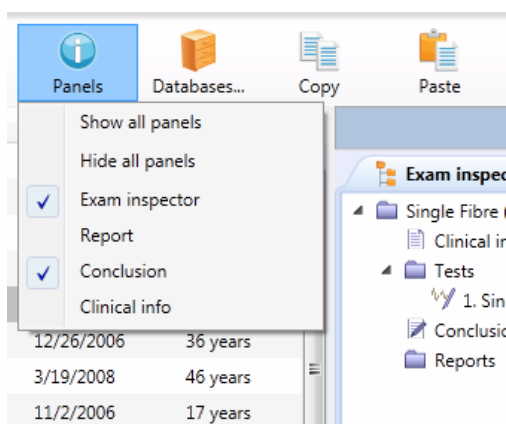 Panels
Databases...
Copy
Paste
Show all panels
Hide all panels
Exam inspector
Report
Conclusion
Clinical info
12/26/2006 36 years
3/19/2008 46 years
11/2/2006 17 years
Exam inspec
Single Fibre (
Clinical in
Tests
1. Sin
Conclusio
Reports